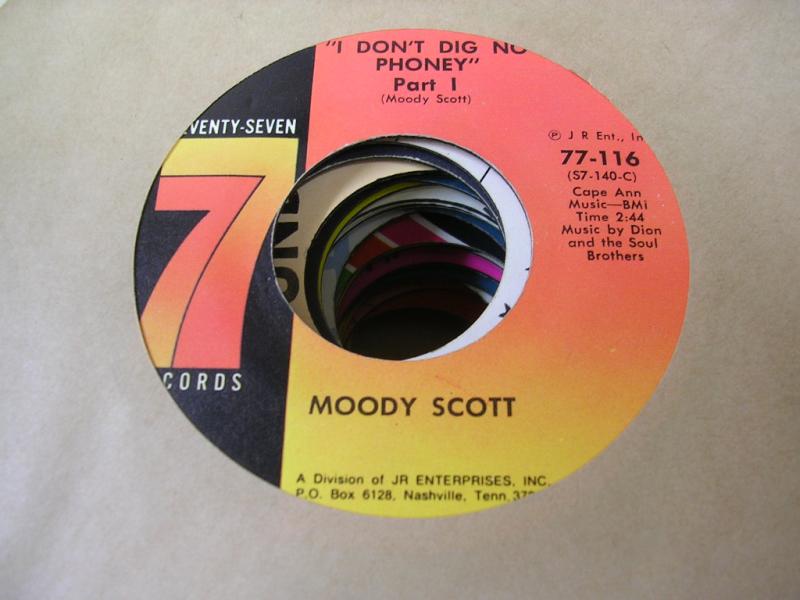 "I DON'T DIG NO
PHONEY"
Part I
(Moody Scott)
VENTY-SEVEN
7
CORDS
℗ J R Ent., In
77-116
(S7-140-C)
Cape Ann
Music—BMI
Time 2:44
Music by Dion
and the Soul
Brothers
MOODY SCOTT
A Division of JR ENTERPRISES, INC.
P.O. Box 6128, Nashville, Tenn. 37